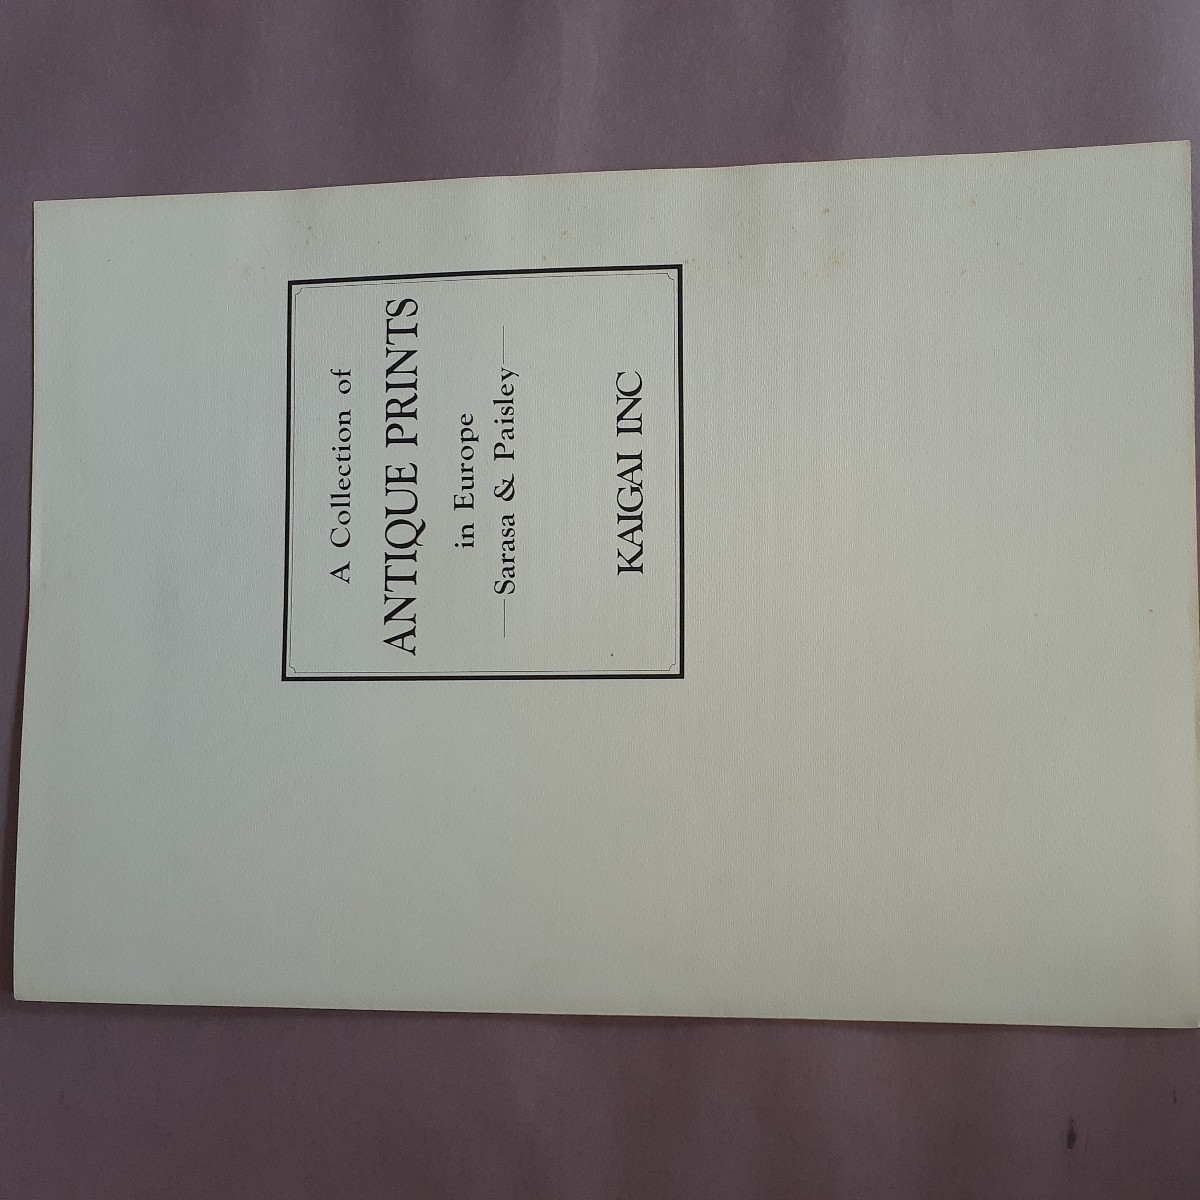 A Collection of
ANTIQUE PRINTS
in Europe
—Sarasa & Paisley—
KAIGAI INC